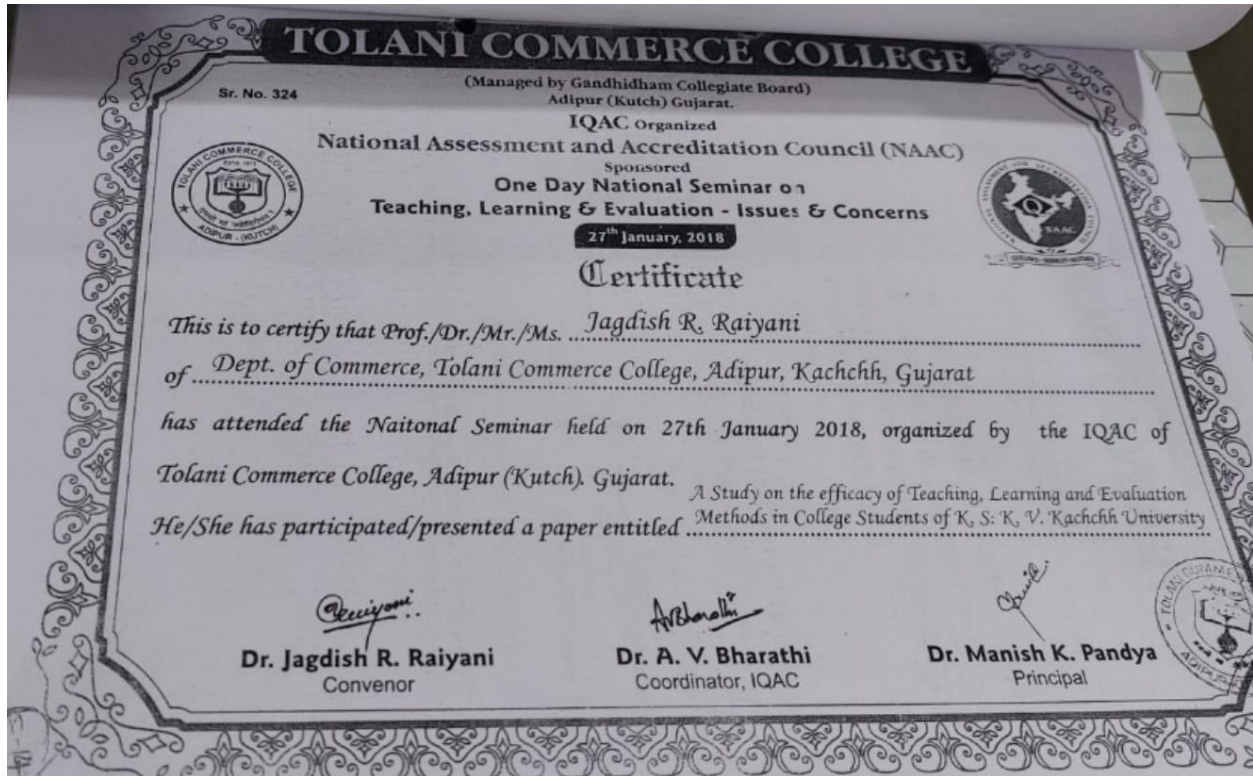 TOLANI COMMERCE COLLEGE
(Managed by Gandhidham Collegiate Board)
Sr. No. 324
Adipur (Kutch) Gujarat.
IQAC Organized
National Assessment and Accreditation Council (NAAC)
Sponsored
One Day National Seminar on
Teaching, Learning & Evaluation - Issues & Concerns
27th January, 2018
TOLANI COMMERCE COLLEGE
ADIPUR - (KUTCH)
NAAC
Certificate
This is to certify that Prof./Dr./Mr./Ms. Jagdish R. Raiyani
of Dept. of Commerce, Tolani Commerce College, Adipur, Kachchh, Gujarat
has attended the Naitonal Seminar held on 27th January 2018, organized by the IQAC of
Tolani Commerce College, Adipur (Kutch). Gujarat.
A Study on the efficacy of Teaching, Learning and Evaluation
He/She has participated/presented a paper entitled Methods in College Students of K, S: K, V. Kachchh University
Dr. Jagdish R. Raiyani
Convenor
Dr. A. V. Bharathi
Coordinator, IQAC
Dr. Manish K. Pandya
Principal